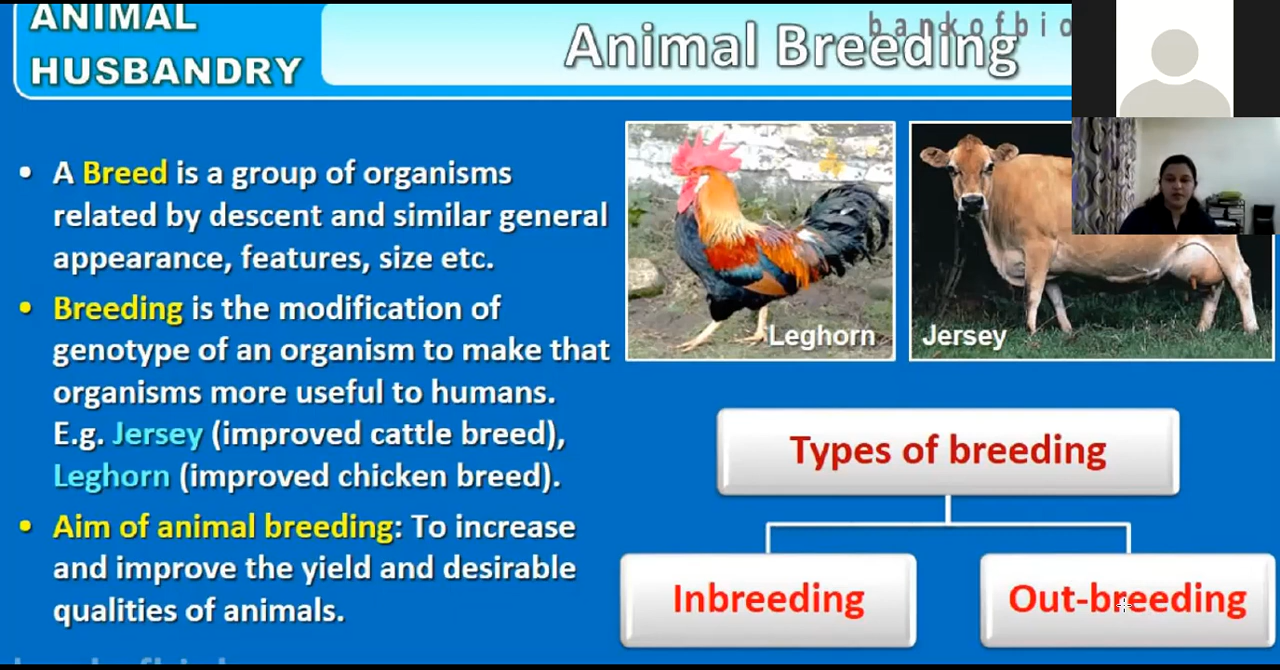 ANIMAL
HUSBANDRY
Animal Breeding
bankofbio
• A Breed is a group of organisms
related by descent and similar general
appearance, features, size etc.
• Breeding is the modification of
genotype of an organism to make that
organisms more useful to humans.
E.g. Jersey (improved cattle breed),
Leghorn (improved chicken breed).
• Aim of animal breeding: To increase
and improve the yield and desirable
qualities of animals.
Leghorn
Jersey
Types of breeding
Inbreeding
Out-breeding